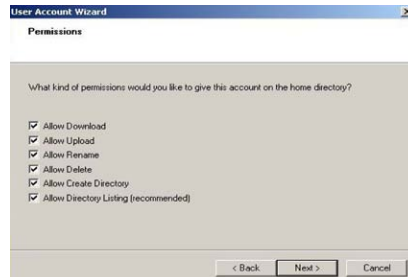 User Account Wizard
Permissions
What kind of permissions would you like to give this account on the home directory?
Allow Download
Allow Upload
Allow Rename
Allow Delete
Allow Create Directory
Allow Directory Listing (recommended)
< Back Next > Cancel